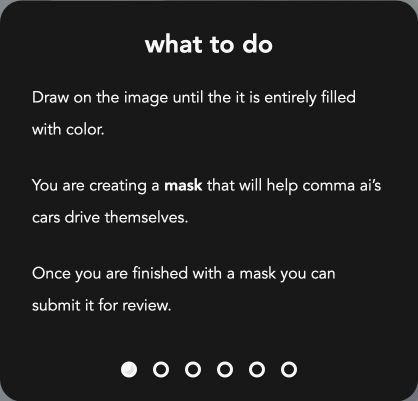 what to do
Draw on the image until the it is entirely filled
with color.
You are creating a mask that will help comma ai's
cars drive themselves.
Once you are finished with a mask you can
submit it for review.